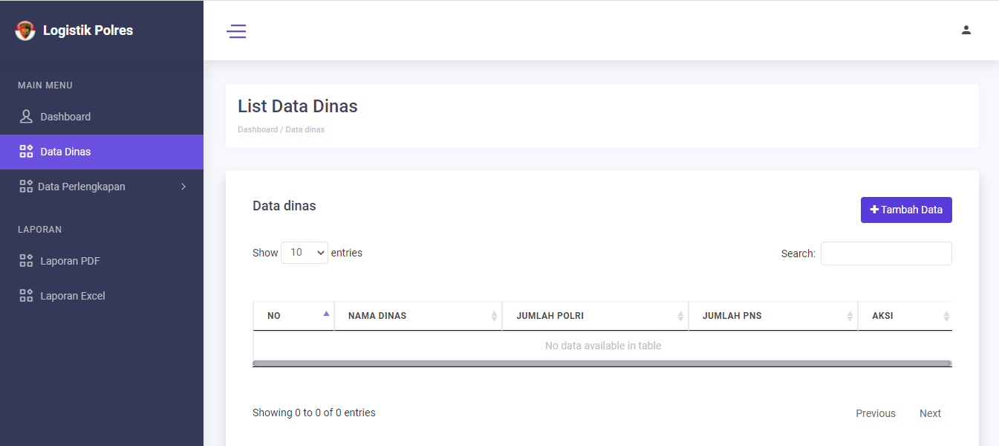 Logistik Polres
MAIN MENU
Dashboard
Data Dinas
Data Perlengkapan
LAPORAN
Laporan PDF
Laporan Excel
List Data Dinas
Dashboard / Data dinas
Data dinas
Tambah Data
Show 10 entries
Search:
NO NAMA DINAS JUMLAH POLRI JUMLAH PNS AKSI
No data available in table
Showing 0 to 0 of 0 entries
Previous Next